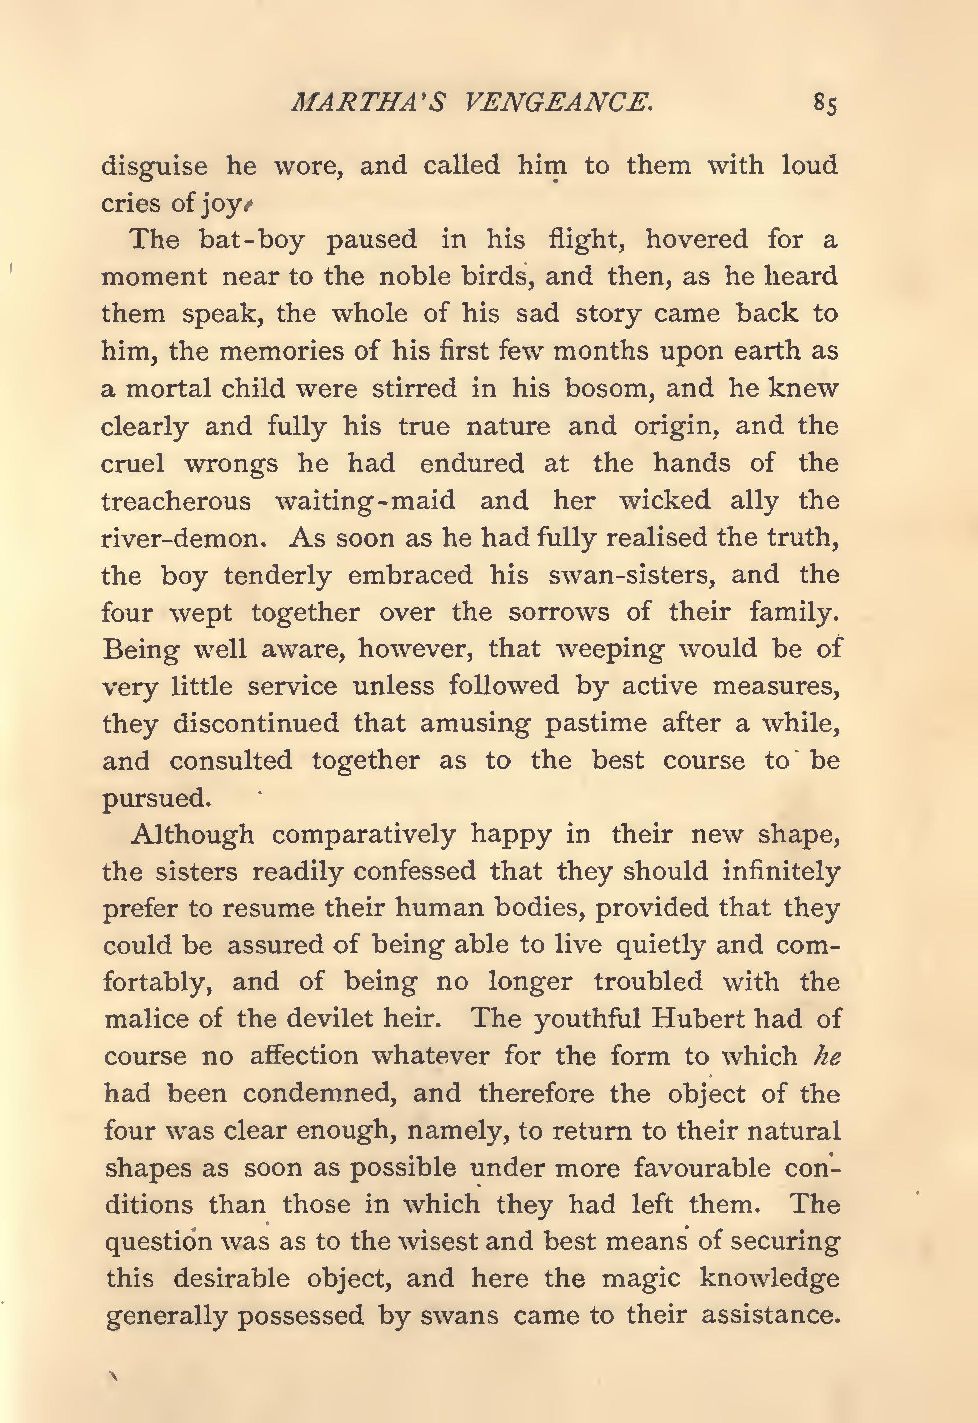 MARTHA'S VENGEANCE. 85
disguise he wore, and called him to them with loud
cries of joy.
The bat-boy paused in his flight, hovered for a
moment near to the noble birds, and then, as he heard
them speak, the whole of his sad story came back to
him, the memories of his first few months upon earth as
a mortal child were stirred in his bosom, and he knew
clearly and fully his true nature and origin, and the
cruel wrongs he had endured at the hands of the
treacherous waiting-maid and her wicked ally the
river-demon. As soon as he had fully realised the truth,
the boy tenderly embraced his swan-sisters, and the
four wept together over the sorrows of their family.
Being well aware, however, that weeping would be of
very little service unless followed by active measures,
they discontinued that amusing pastime after a while,
and consulted together as to the best course to be
pursued.
Although comparatively happy in their new shape,
the sisters readily confessed that they should infinitely
prefer to resume their human bodies, provided that they
could be assured of being able to live quietly and com-
fortably, and of being no longer troubled with the
malice of the devilet heir. The youthful Hubert had of
course no affection whatever for the form to which he
had been condemned, and therefore the object of the
four was clear enough, namely, to return to their natural
shapes as soon as possible under more favourable con-
ditions than those in which they had left them. The
question was as to the wisest and best means of securing
this desirable object, and here the magic knowledge
generally possessed by swans came to their assistance.